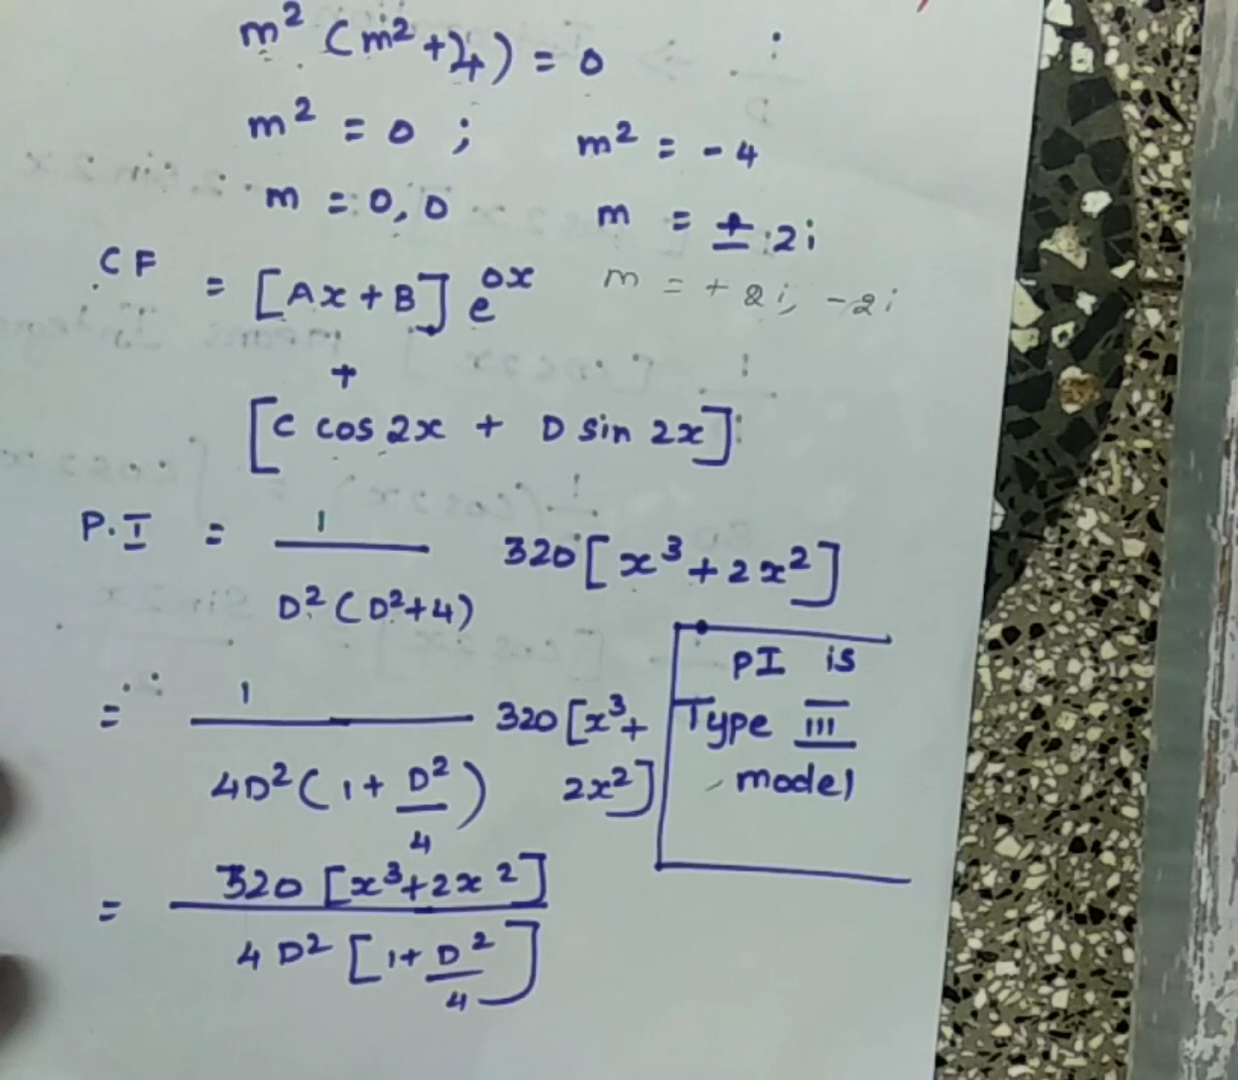 m² (m²+4) = 0
m² = 0 ; m² = - 4
m = 0, 0 m = ± 2i
CF = [Ax + B] e^0x m = + 2i, -2i
+
[C cos 2x + D sin 2x]
P.I = 1 / D² (D²+4) 320 [x³ + 2x²]
= 1 / 4D² (1 + D²/4) 320 [x³ + 2x²]
PI is
Type III
model
= 320 [x³ + 2x²] / 4 D² [1 + D²/4]